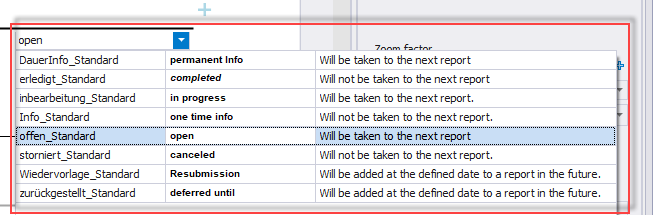 Zoom factor
open
DauerInfo_Standard permanent Info Will be taken to the next report
erledigt_Standard completed Will not be taken to the next report
inbearbeitung_Standard in progress Will be taken to the next report.
Info_Standard one time info Will not be taken to the next report.
offen_Standard open Will be taken to the next report
storniert_Standard canceled Will not be taken to the next report.
Wiedervorlage_Standard Resubmission Will be added at the defined date to a report in the future.
zurückgestellt_Standard deferred until Will be added at the defined date to a report in the future.